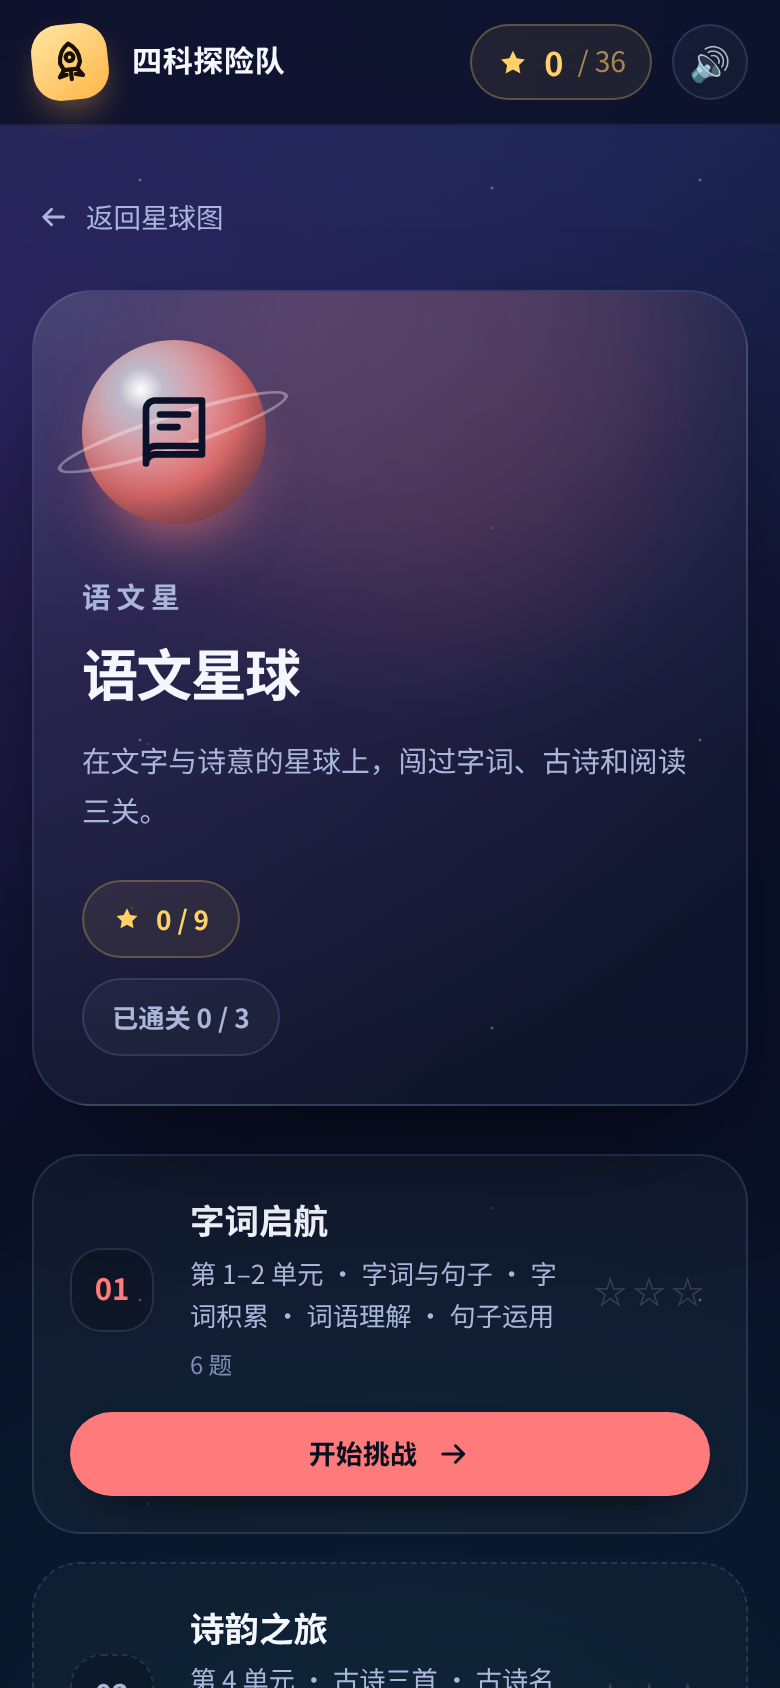 四科探险队
0 / 36
返回星球图
语文星
语文星球
在文字与诗意的星球上，闯过字词、古诗和阅读
三关。
0 / 9
已通关 0 / 3
字词启航
01
第 1–2 单元 · 字词与句子 · 字
词积累 · 词语理解 · 句子运用
6 题
开始挑战
诗韵之旅
第 4 单元 · 古诗三首 · 古诗名